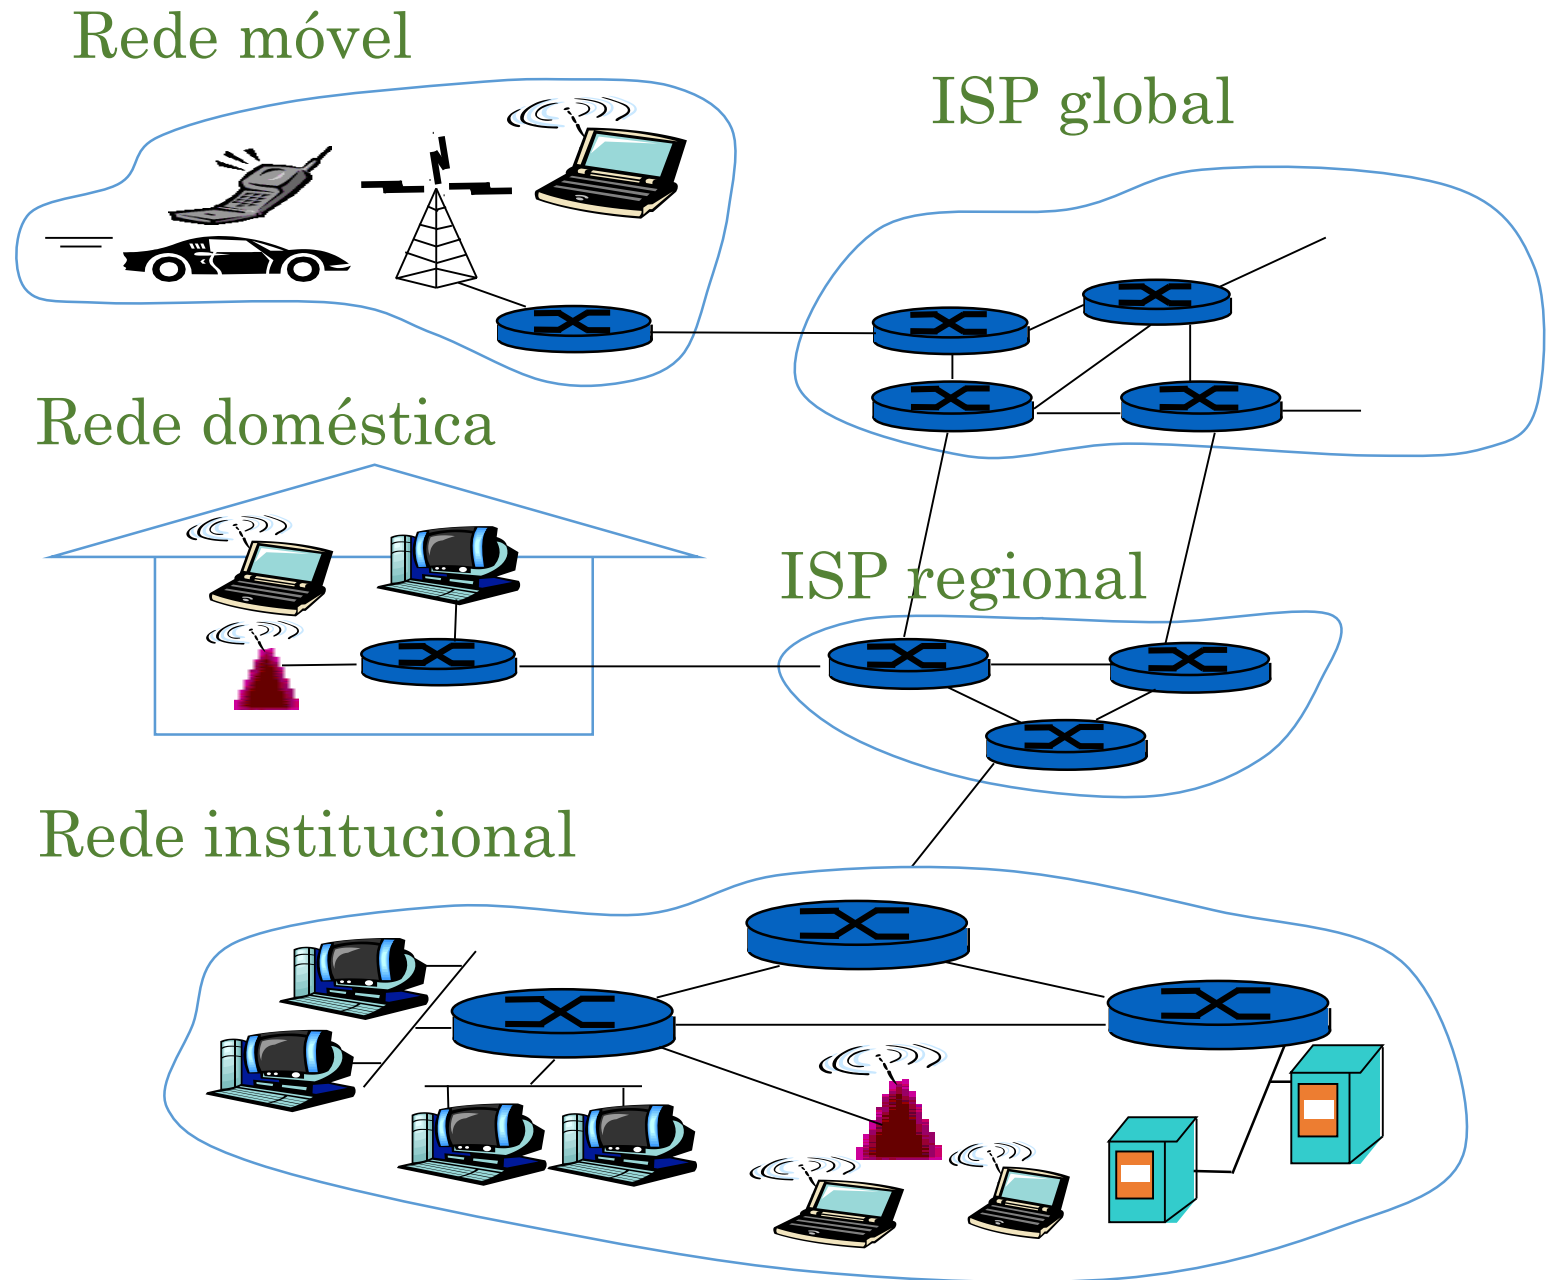 Rede móvel
ISP global
Rede doméstica
ISP regional
Rede institucional